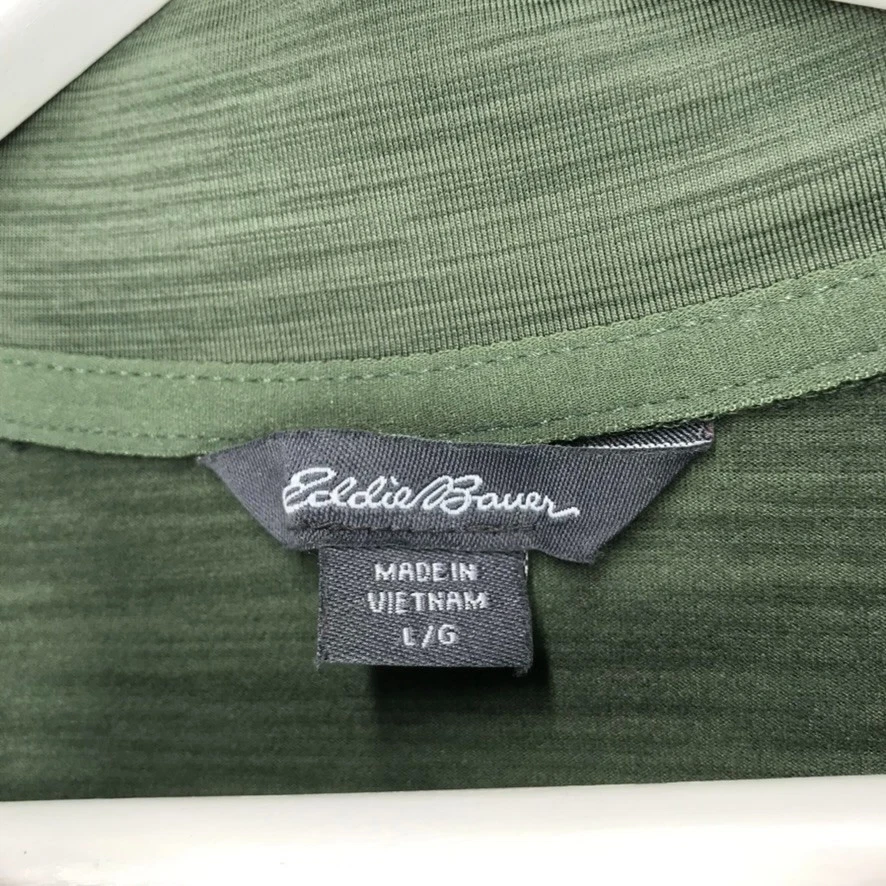 Eddie Bauer
MADE IN
VIETNAM
L/G